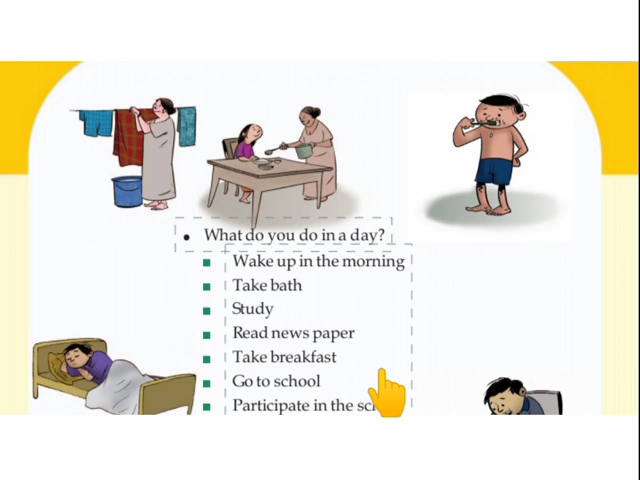 • What do you do in a day?
▪ Wake up in the morning
▪ Take bath
▪ Study
▪ Read news paper
▪ Take breakfast
▪ Go to school
▪ Participate in the